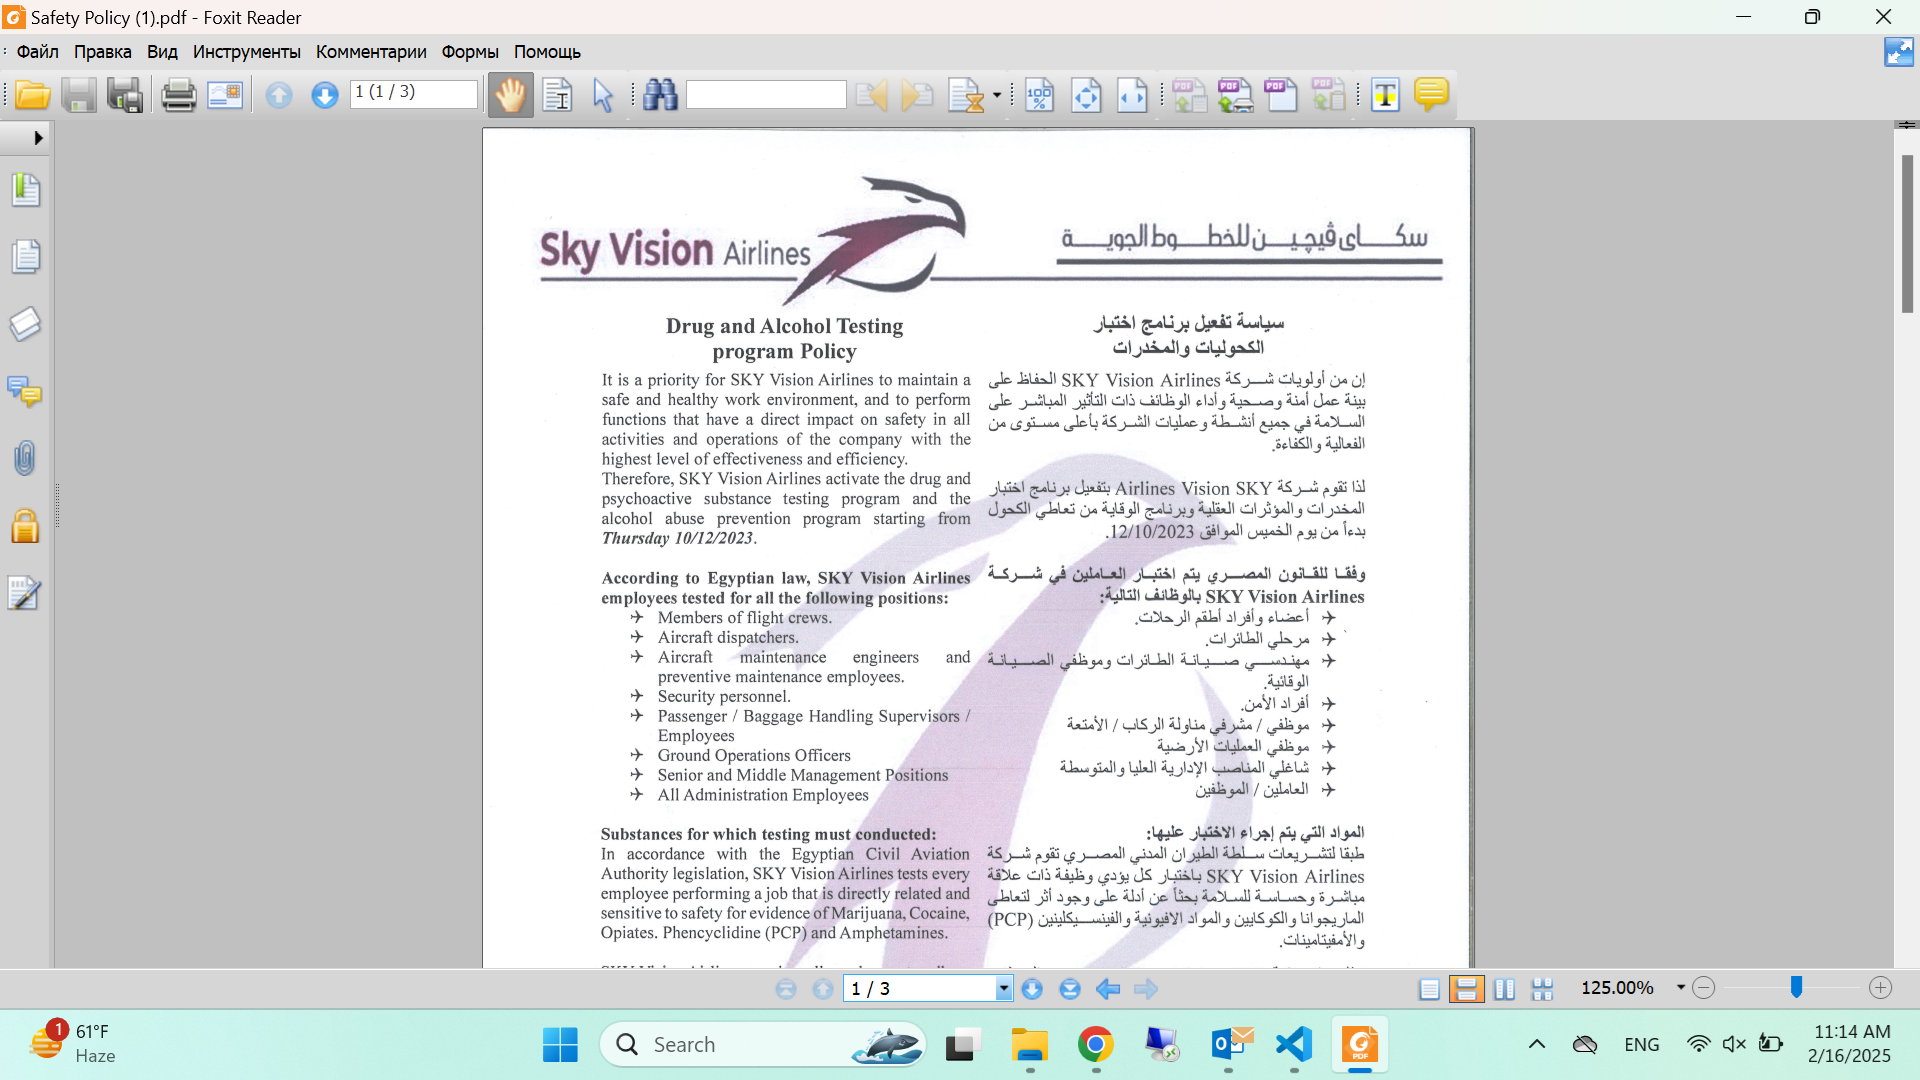 Safety Policy (1).pdf - Foxit Reader
Файл Правка Вид Инструменты Комментарии Формы Помощь
1 (1 / 3)
Sky Vision Airlines
سكاى ڤيچين للخطوط الجوية
Drug and Alcohol Testing
program Policy
It is a priority for SKY Vision Airlines to maintain a
safe and healthy work environment, and to perform
functions that have a direct impact on safety in all
activities and operations of the company with the
highest level of effectiveness and efficiency.
Therefore, SKY Vision Airlines activate the drug and
psychoactive substance testing program and the
alcohol abuse prevention program starting from
Thursday 10/12/2023.
According to Egyptian law, SKY Vision Airlines
employees tested for all the following positions:
Members of flight crews.
Aircraft dispatchers.
Aircraft maintenance engineers and
preventive maintenance employees.
Security personnel.
Passenger / Baggage Handling Supervisors /
Employees
Ground Operations Officers
Senior and Middle Management Positions
All Administration Employees
Substances for which testing must conducted:
In accordance with the Egyptian Civil Aviation
Authority legislation, SKY Vision Airlines tests every
employee performing a job that is directly related and
sensitive to safety for evidence of Marijuana, Cocaine,
Opiates. Phencyclidine (PCP) and Amphetamines.
سياسة تفعيل برنامج اختبار
الكحوليات والمخدرات
إن من أولويات شركة SKY Vision Airlines الحفاظ على
بيئة عمل أمنة وصحية وأداء الوظائف ذات التأثير المباشر على
السلامة في جميع أنشطة وعمليات الشركة بأعلى مستوى من
الفعالية والكفاءة.
لذا تقوم شركة Airlines Vision SKY بتفعيل برنامج اختبار
المخدرات والمؤثرات العقلية وبرنامج الوقاية من تعاطي الكحول
بدءاً من يوم الخميس الموافق 12/10/2023.
وفقا للقانون المصري يتم اختبار العاملين في شركة
SKY Vision Airlines بالوظائف التالية:
أعضاء وأفراد أطقم الرحلات.
مرحلي الطائرات.
مهندسي صيانة الطائرات وموظفي الصيانة
الوقائية.
أفراد الأمن.
موظفي / مشرفي مناولة الركاب / الأمتعة
موظفي العمليات الأرضية
شاغلي المناصب الإدارية العليا والمتوسطة
العاملين / الموظفين
المواد التي يتم إجراء الاختبار عليها:
طبقا لتشريعات سلطة الطيران المدني المصري تقوم شركة
SKY Vision Airlines باختبار كل يؤدي وظيفة ذات علاقة
مباشرة وحساسة للسلامة بحثاً عن أدلة على وجود أثر لتعاطى
الماريجوانا والكوكايين والمواد الافيونية والفينسيكلينين (PCP)
والأمفيتامينات.
1 / 3
125.00%
1
61°F
Haze
Search
ENG
11:14 AM
2/16/2025